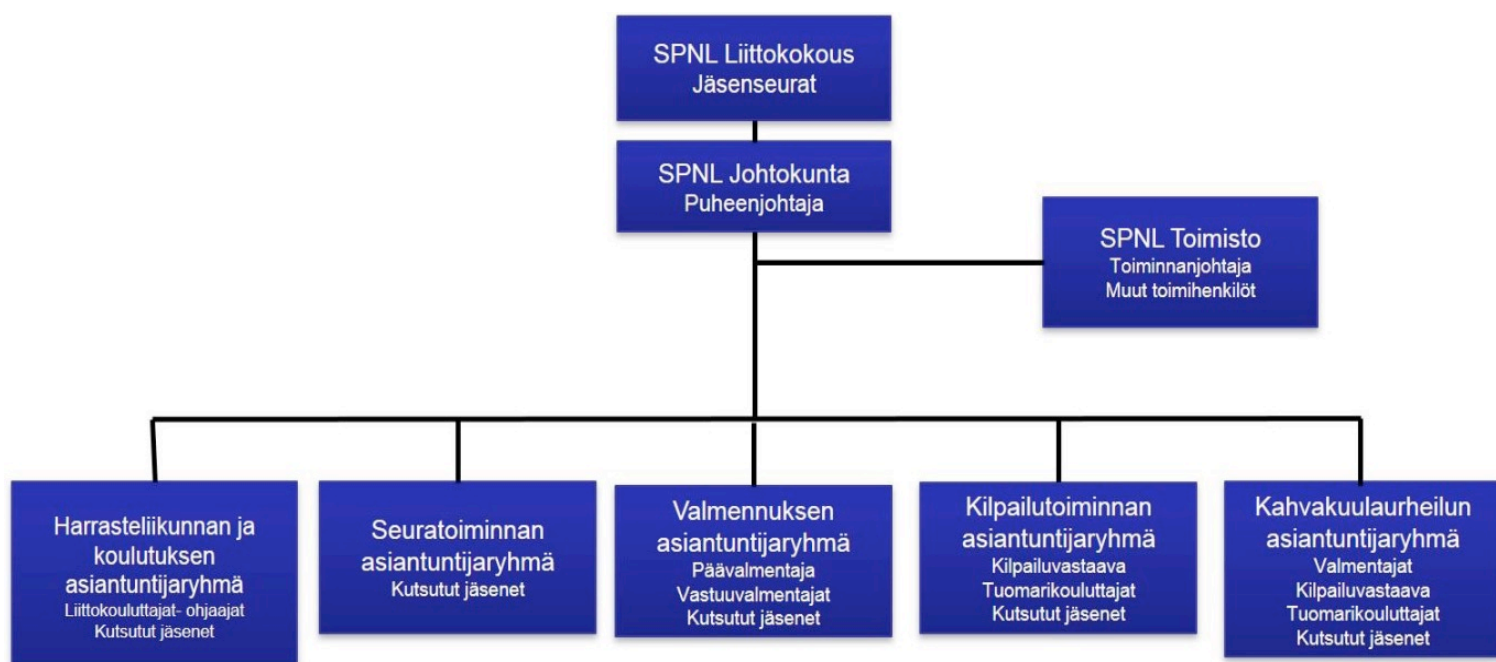 SPNL Liittokokous
Jäsenseurat
SPNL Johtokunta
Puheenjohtaja
SPNL Toimisto
Toiminnanjohtaja
Muut toimihenkilöt
Harrasteliikunnan ja
koulutuksen
asiantuntijaryhmä
Liittokouluttajat- ohjaajat
Kutsutut jäsenet
Seuratoiminnan
asiantuntijaryhmä
Kutsutut jäsenet
Valmennuksen
asiantuntijaryhmä
Päävalmentaja
Vastuuvalmentajat
Kutsutut jäsenet
Kilpailutoiminnan
asiantuntijaryhmä
Kilpailuvastaava
Tuomarikouluttajat
Kutsutut jäsenet
Kahvakuulaurheilun
asiantuntijaryhmä
Valmentajat
Kilpailuvastaava
Tuomarikouluttajat
Kutsutut jäsenet